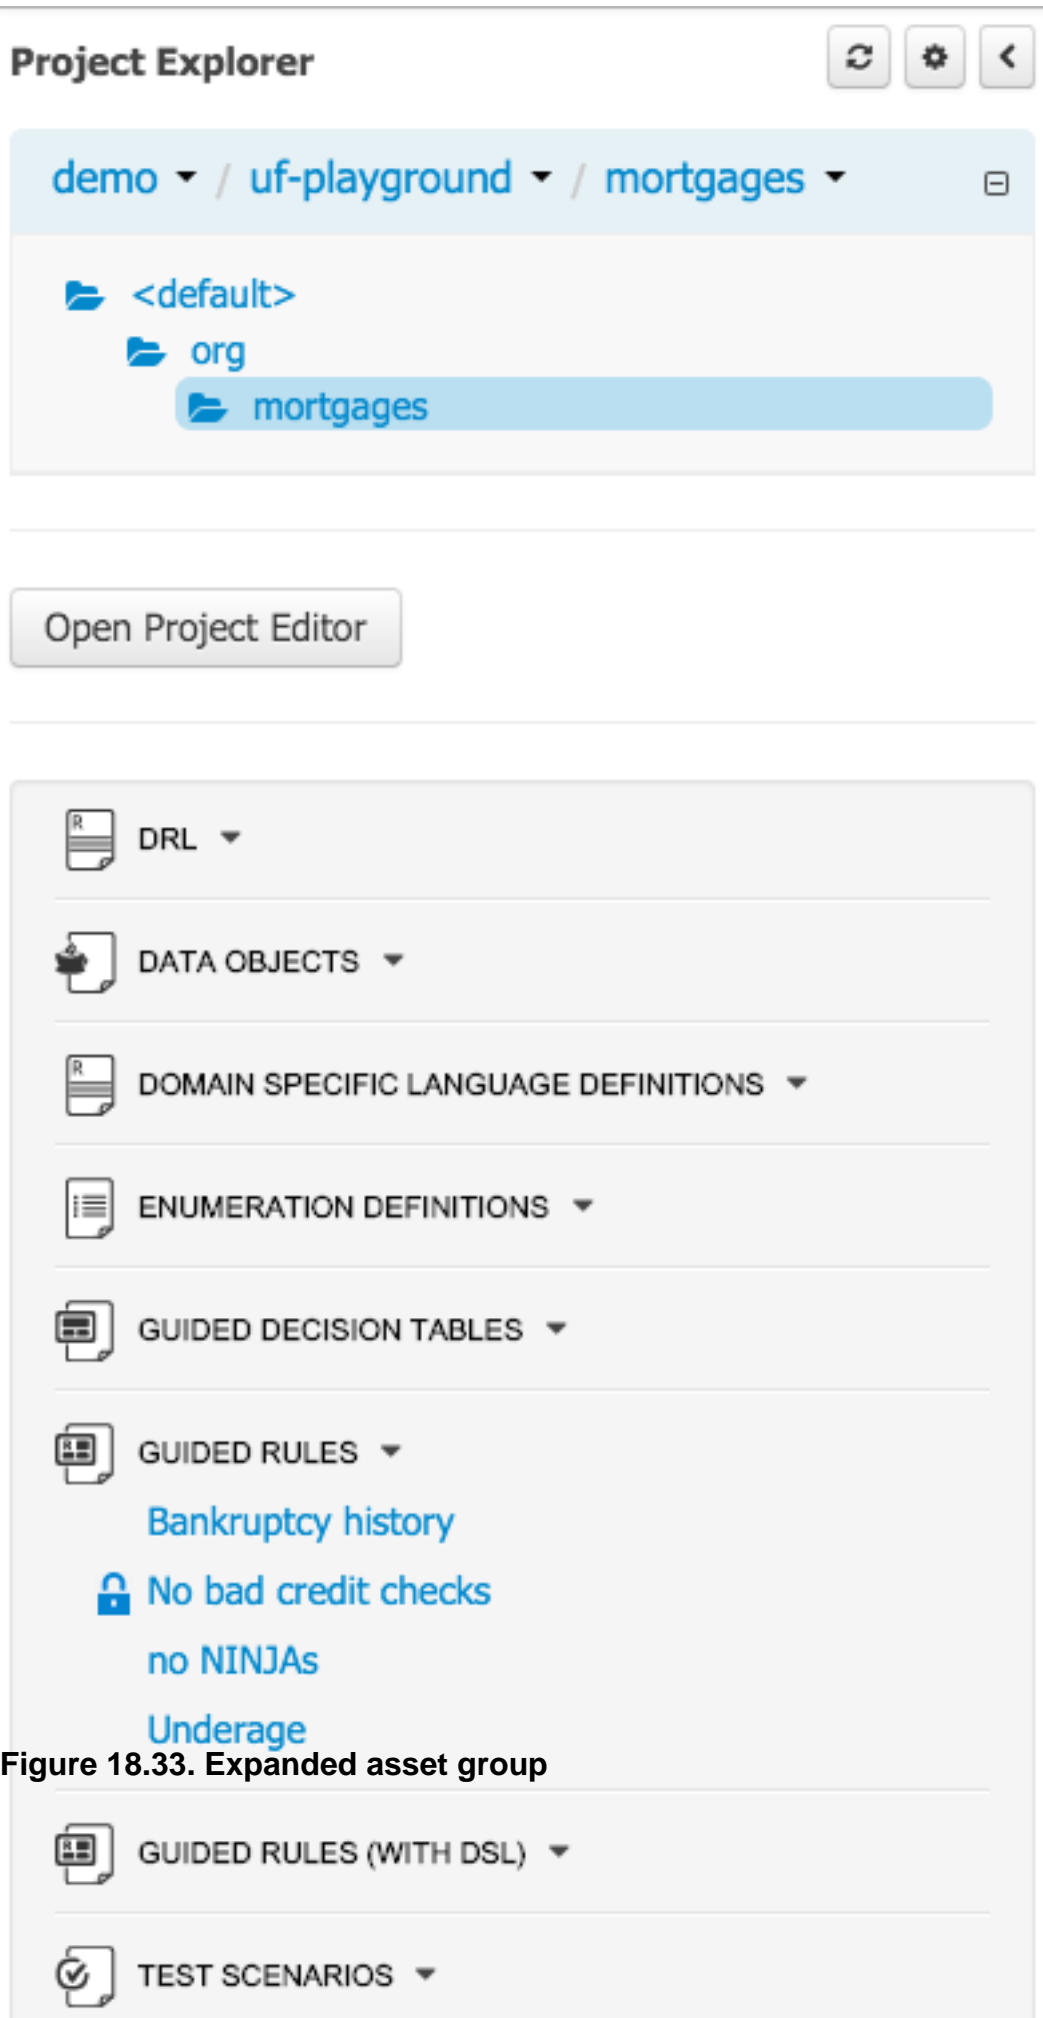 Project Explorer
demo / uf-playground / mortgages
<default>
org
mortgages
Open Project Editor
DRL
DATA OBJECTS
DOMAIN SPECIFIC LANGUAGE DEFINITIONS
ENUMERATION DEFINITIONS
GUIDED DECISION TABLES
GUIDED RULES
Bankruptcy history
No bad credit checks
no NINJAs
Underage
Figure 18.33. Expanded asset group
GUIDED RULES (WITH DSL)
TEST SCENARIOS